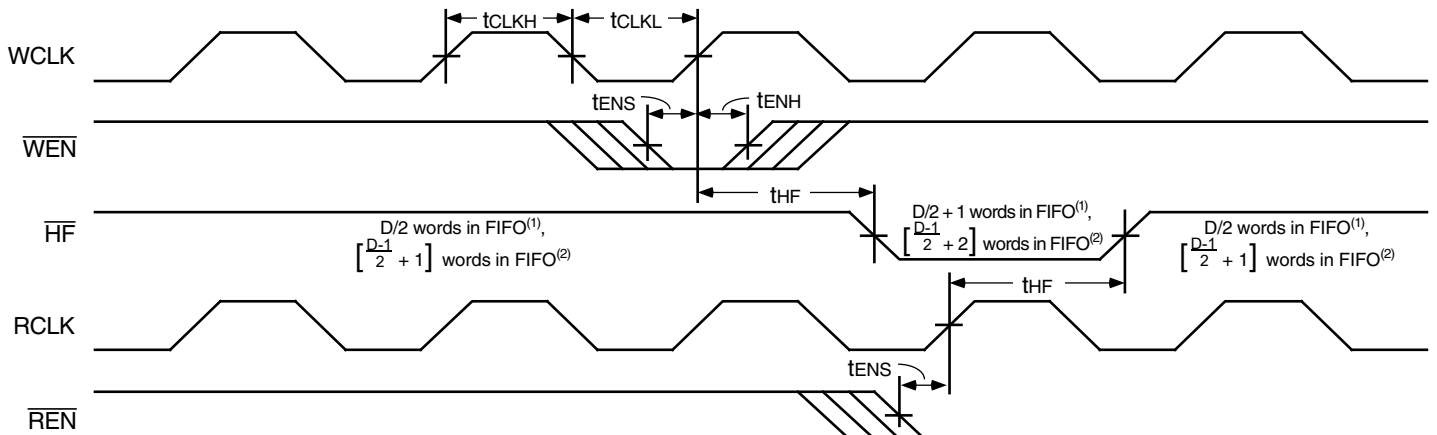 tCLKH tCLKL
WCLK
tENS tENH
WEN
tHF
HF
D/2 words in FIFO(1),
[D-1/2 + 1] words in FIFO(2)
D/2 + 1 words in FIFO(1),
[D-1/2 + 2] words in FIFO(2)
D/2 words in FIFO(1),
[D-1/2 + 1] words in FIFO(2)
tHF
RCLK
tENS
REN